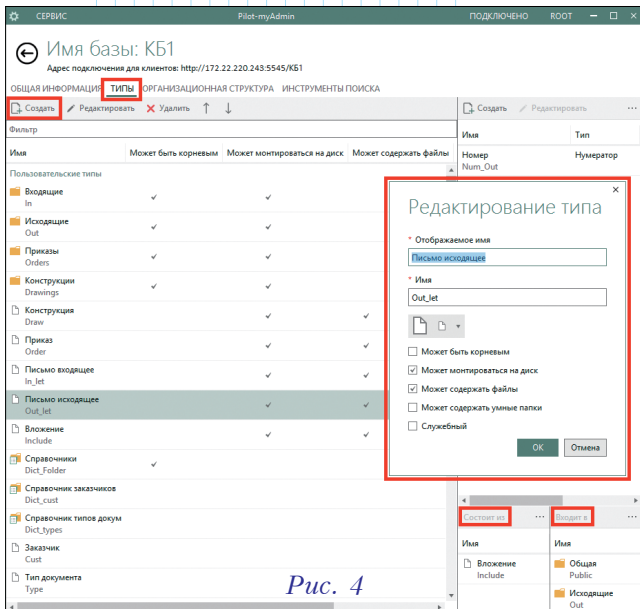 СЕРВИС Pilot-myAdmin ПОДКЛЮЧЕНО ROOT
Имя базы: КБ1
Адрес подключения для клиентов: http://172.22.220.243:5545/КБ1
ОБЩАЯ ИНФОРМАЦИЯ ТИПЫ ОРГАНИЗАЦИОННАЯ СТРУКТУРА ИНСТРУМЕНТЫ ПОИСКА
Создать Редактировать Удалить ↑ ↓
Фильтр
Имя Может быть корневым Может монтироваться на диск Может содержать файлы
Пользовательские типы
Входящие
In
Исходящие
Out
Приказы
Orders
Конструкции
Drawings
Конструкция
Draw
Приказ
Order
Письмо входящее
In_let
Письмо исходящее
Out_let
Вложение
Include
Справочники
Dict_Folder
Справочник заказчиков
Dict_cust
Справочник типов докум
Dict_types
Заказчик
Cust
Тип документа
Type
Создать Редактировать ...
Имя Тип
Номер Нумератор
Num_Out
Редактирование типа
* Отображаемое имя
Письмо исходящее
* Имя
Out_let
Может быть корневым
Может монтироваться на диск
Может содержать файлы
Может содержать умные папки
Служебный
OK Отмена
Состоит из ... Входит в ...
Имя Имя
Вложение Общая
Include Public
Исходящие
Out
Рис. 4